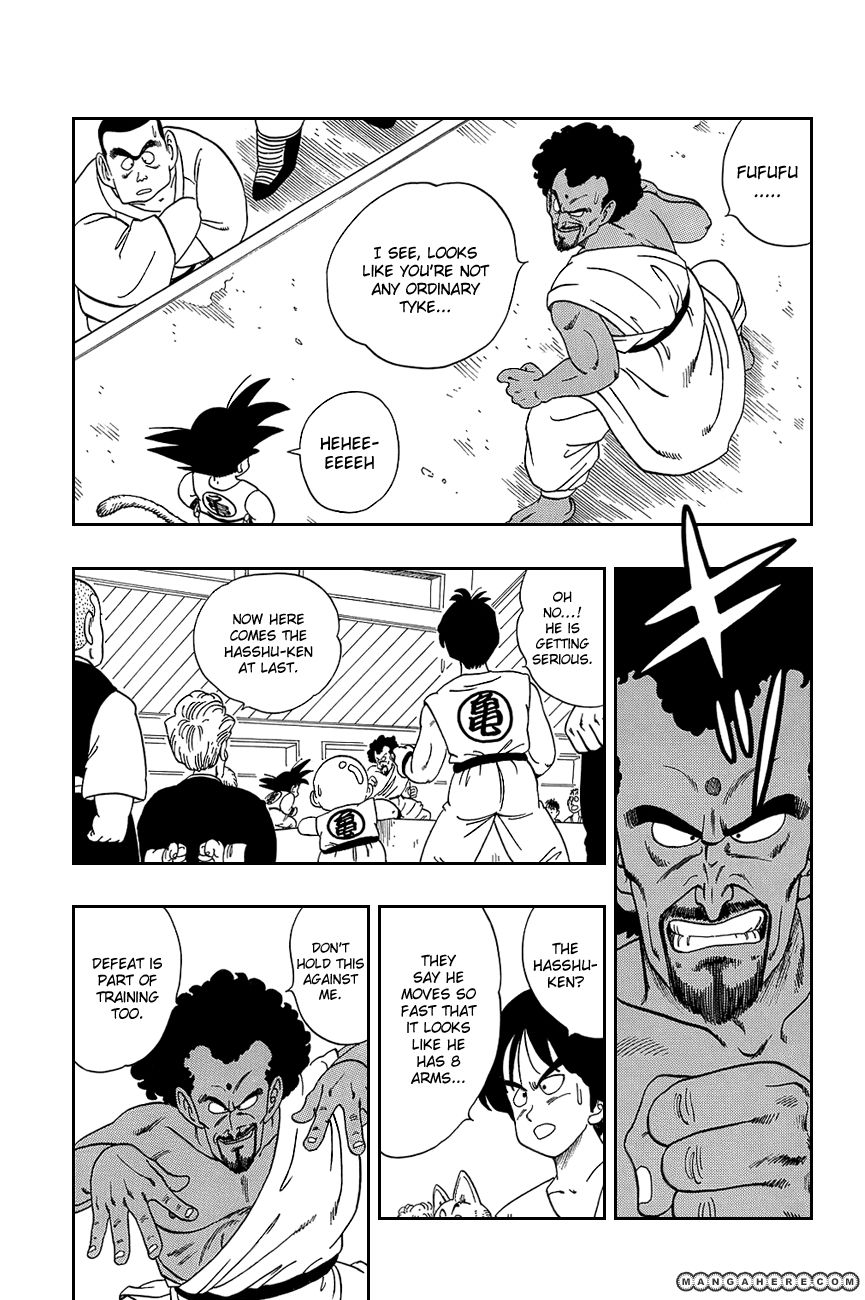 FUFUFU
.....
I SEE, LOOKS
LIKE YOU'RE NOT
ANY ORDINARY
TYKE...
HEHEE-
EEEEH
亀
キッ
OH
NO...!
HE IS
GETTING
SERIOUS.
NOW HERE
COMES THE
HASSHU-KEN
AT LAST.
亀
亀
THE
HASSHU-
KEN?
THEY
SAY HE
MOVES SO
FAST THAT
IT LOOKS
LIKE HE
HAS 8
ARMS...
DON'T
HOLD THIS
AGAINST
ME.
DEFEAT IS
PART OF
TRAINING
TOO.
MANGAHERE.COM